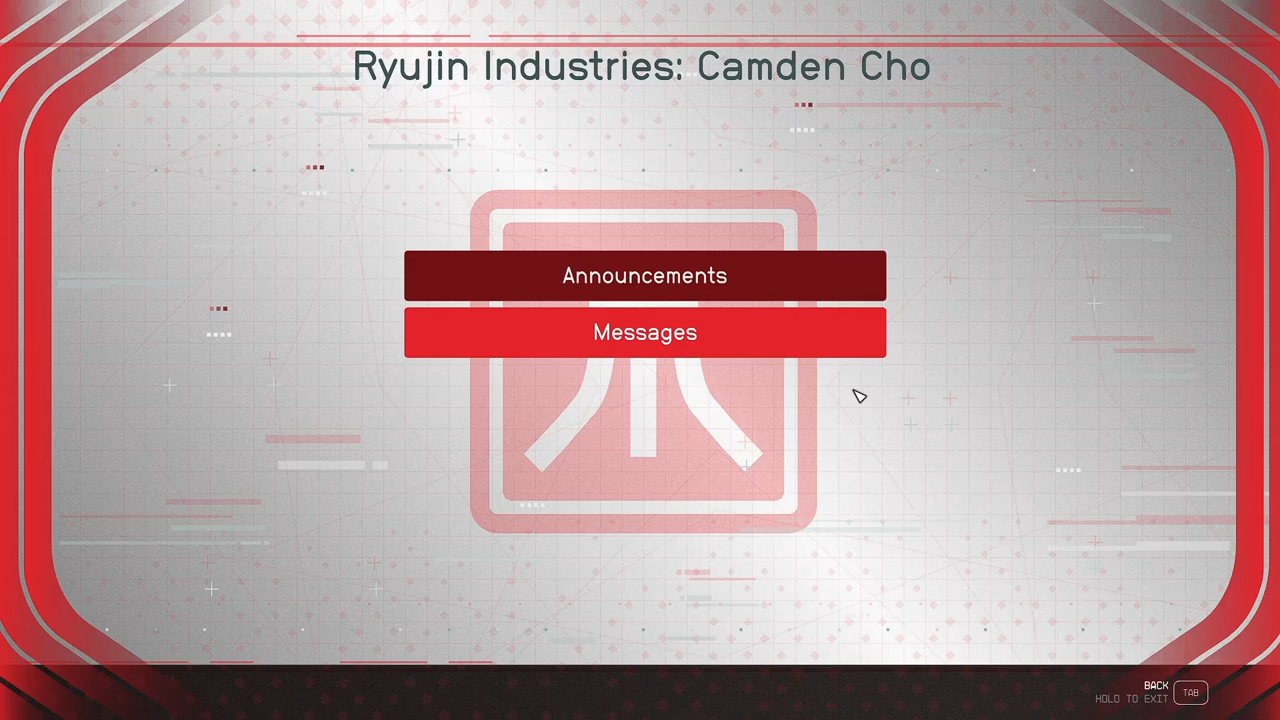 Ryujin Industries: Camden Cho
Announcements
Messages
BACK
HOLD TO EXIT
TAB